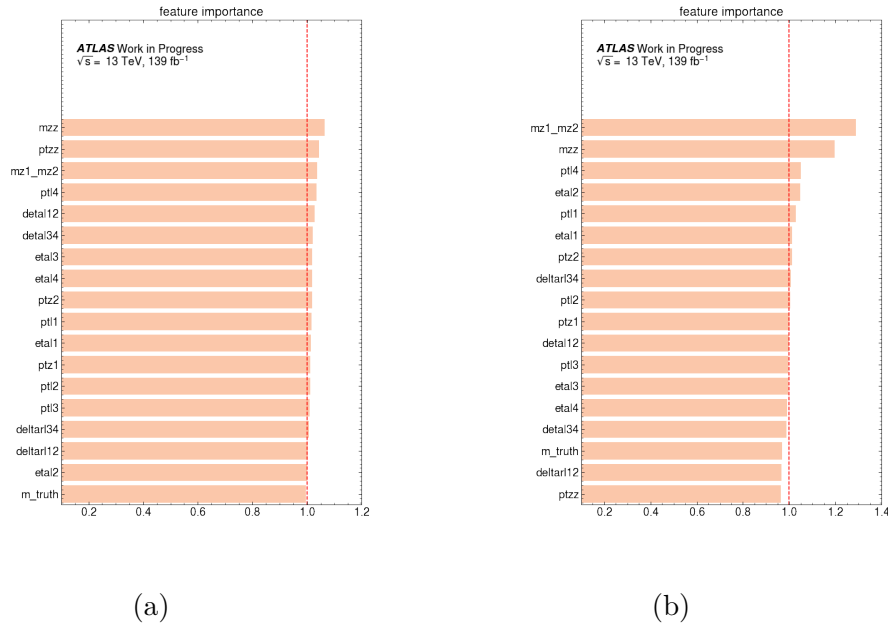 feature importance
ATLAS Work in Progress
√s = 13 TeV, 139 fb⁻¹
mzz
ptzz
mz1_mz2
ptl4
detal12
detal34
etal3
etal4
ptz2
ptl1
etal1
ptz1
ptl2
ptl3
deltarl34
deltarl12
etal2
m_truth
0.2 0.4 0.6 0.8 1.0 1.2
(a)
feature importance
ATLAS Work in Progress
√s = 13 TeV, 139 fb⁻¹
mz1_mz2
mzz
ptl4
etal2
ptl1
etal1
ptz2
deltarl34
ptl2
ptz1
detal12
ptl3
etal3
etal4
detal34
m_truth
deltarl12
ptzz
0.2 0.4 0.6 0.8 1.0 1.2 1.4
(b)